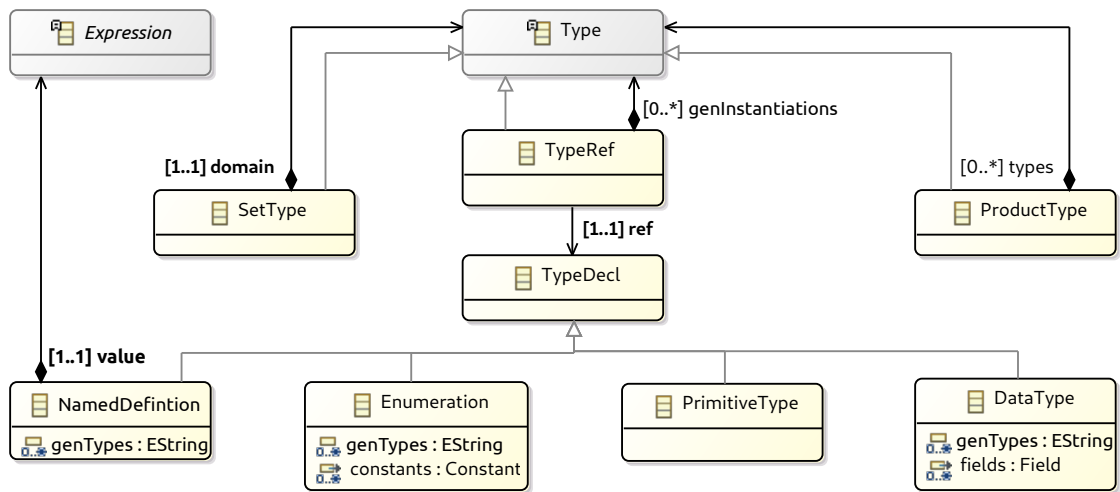 Expression
Type
[0..*] genInstantiations
TypeRef
[1..1] domain
[0..*] types
SetType
ProductType
[1..1] ref
TypeDecl
[1..1] value
NamedDefintion
genTypes : EString
Enumeration
genTypes : EString
constants : Constant
PrimitiveType
DataType
genTypes : EString
fields : Field